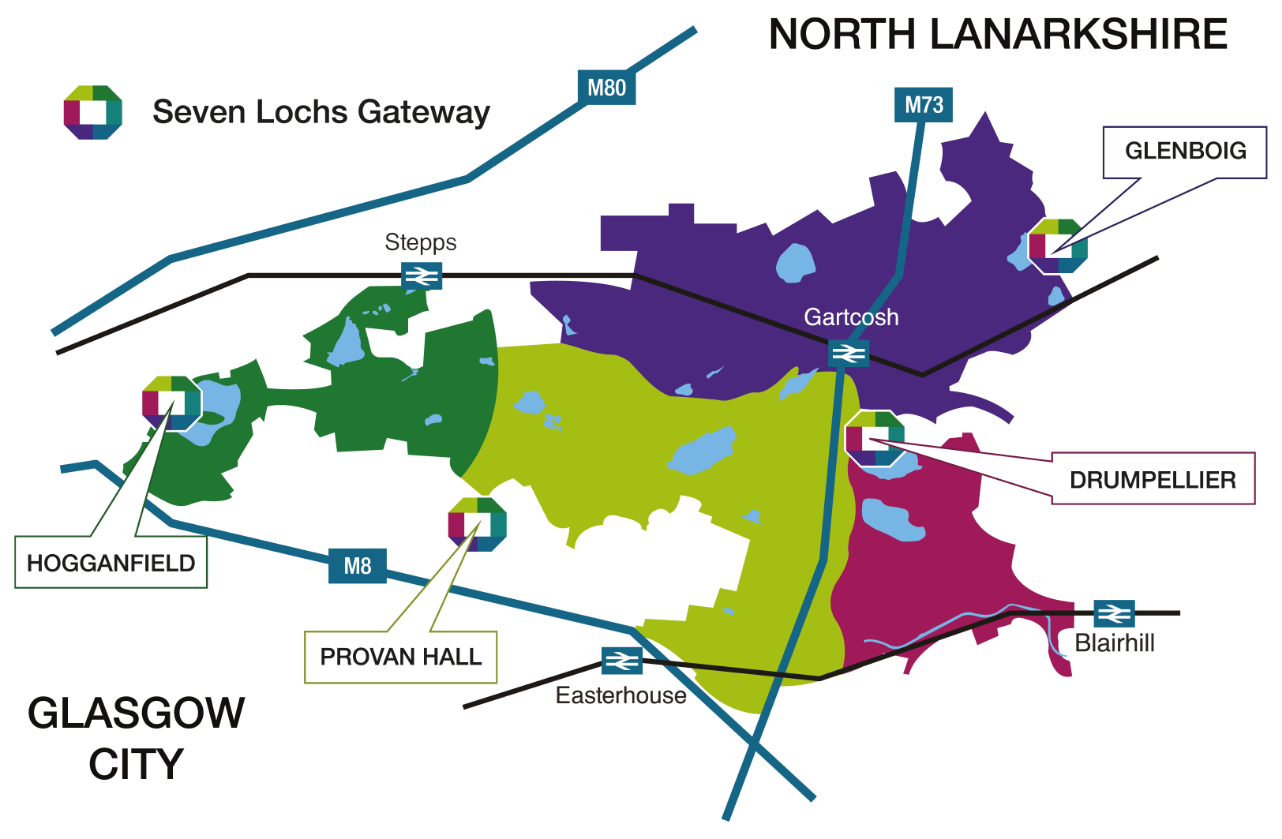 NORTH LANARKSHIRE
M80
M73
Seven Lochs Gateway
GLENBOIG
Stepps
Gartcosh
DRUMPELLIER
HOGGANFIELD
M8
PROVAN HALL
Blairhill
Easterhouse
GLASGOW
CITY